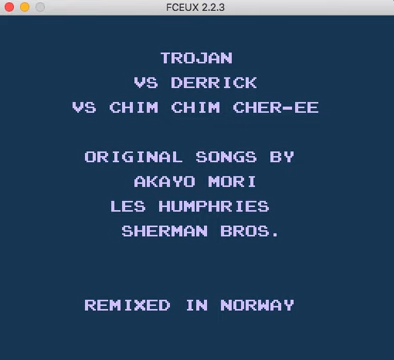 FCEUX 2.2.3
TROJAN
VS DERRICK
VS CHIM CHIM CHER-EE
ORIGINAL SONGS BY
AKAYO MORI
LES HUMPHRIES
SHERMAN BROS.
REMIXED IN NORWAY